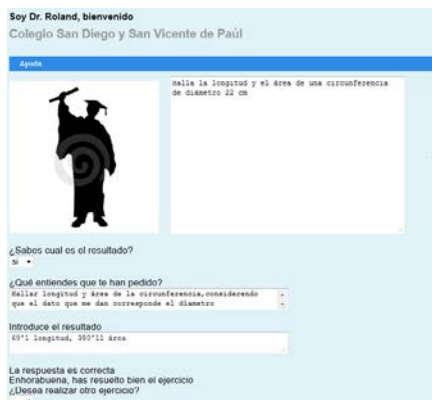 Soy Dr. Roland, bienvenido
Colegio San Diego y San Vicente de Paúl
Ayuda
Halla la longitud y el área de una circunferencia
de diámetro 22 cm
¿Sabes cual es el resultado?
si
¿Qué entiendes que te han pedido?
Hallar longitud y área de la circunferencia,considerando
que el dato que me dan corresponde el diametro
Introduce el resultado
69'1 longitud, 380'11 área
La respuesta es correcta
Enhorabuena, has resuelto bien el ejercicio
¿Desea realizar otro ejercicio?